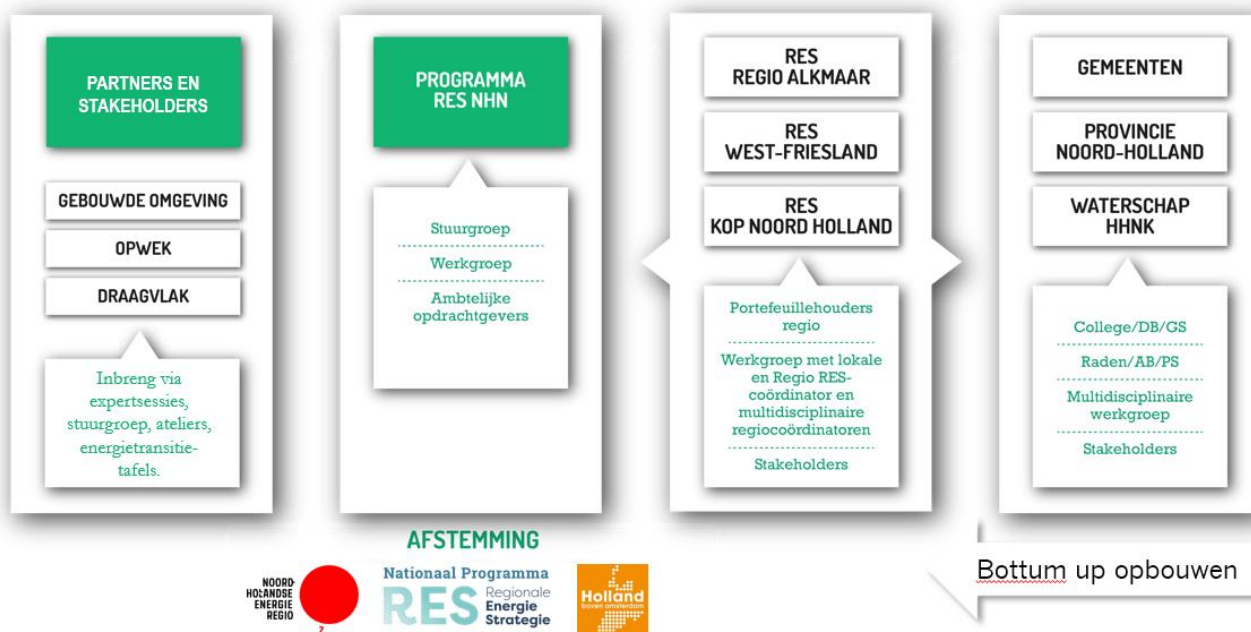 PARTNERS EN
STAKEHOLDERS
GEBOUWDE OMGEVING
OPWEK
DRAAGVLAK
Inbreng via
expertsessies,
stuurgroep, ateliers,
energietransitie-
tafels.
PROGRAMMA
RES NHN
Stuurgroep
Werkgroep
Ambtelijke
opdrachtgevers
RES
REGIO ALKMAAR
RES
WEST-FRIESLAND
RES
KOP NOORD HOLLAND
Portefeuillehouders
regio
Werkgroep met lokale
en Regio RES-
coördinator en
multidisciplinaire
regiocoördinatoren
Stakeholders
GEMEENTEN
PROVINCIE
NOORD-HOLLAND
WATERSCHAP
HHNK
College/DB/GS
Raden/AB/PS
Multidisciplinaire
werkgroep
Stakeholders
AFSTEMMING
NOORD-
HOLANDSE
ENERGIE
REGIO
Nationaal Programma
RES Regionale
Energie
Strategie
Holland
boven amsterdam
Bottum up opbouwen